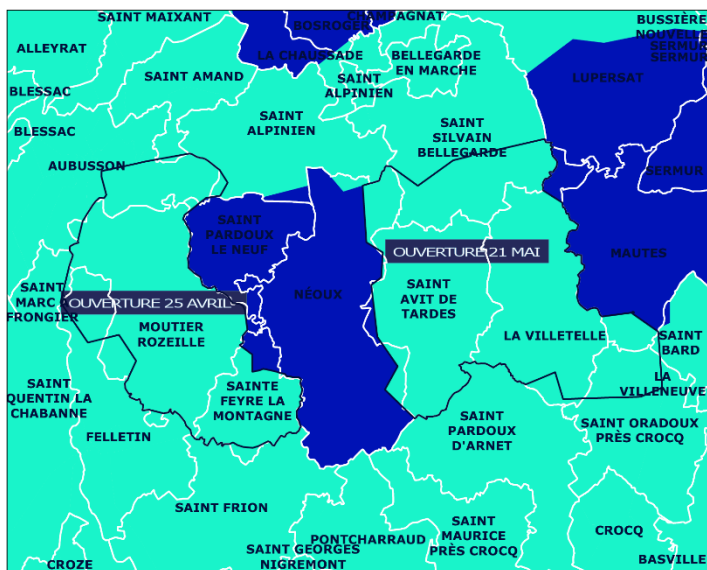 SAINT MAIXANT
CHAMPAGNAT
BOSROGER
BUSSIÈRE
NOUVELLE
SERMUR
SERMUR
ALLEYRAT
LA CHAUSSADE
BELLEGARDE
EN MARCHE
SAINT AMAND
SAINT
ALPINIEN
LUPERSAT
BLESSAC
SAINT
ALPINIEN
SAINT
SILVAIN
BELLEGARDE
BLESSAC
AUBUSSON
SERMUR
SAINT
PARDOUX
LE NEUF
OUVERTURE 21 MAI
MAUTES
SAINT
MARC
FRONGIER
OUVERTURE 25 AVRIL
NÉOUX
SAINT
AVIT DE
TARDES
MOUTIER
ROZEILLE
LA VILLETELLE
SAINT
BARD
SAINT
QUENTIN LA
CHABANNE
SAINTE
FEYRE LA
MONTAGNE
LA
VILLENEUVE
FELLETIN
SAINT
PARDOUX
D'ARNET
SAINT ORADOUX
PRÈS CROCQ
SAINT FRION
PONTCHARRAUD
SAINT
MAURICE
PRÈS CROCQ
CROCQ
SAINT GEORGES
NIGREMONT
CROZE
BASVILLE